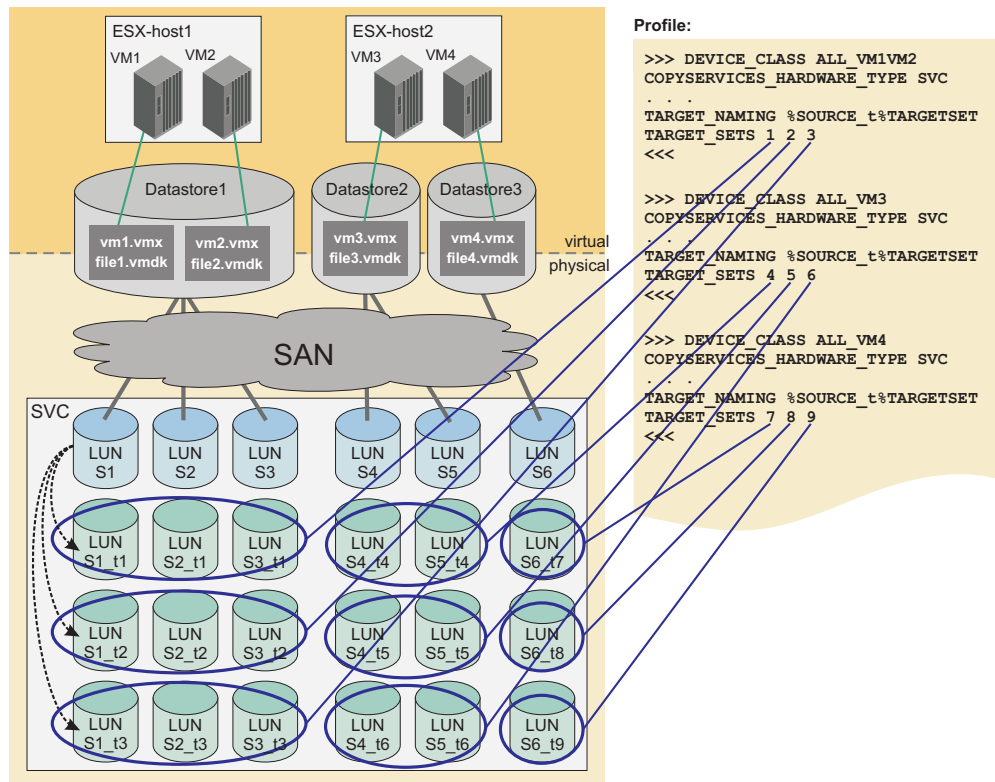 ESX-host1
VM1
VM2
ESX-host2
VM3
VM4
Datastore1
Datastore2
Datastore3
vm1.vmx
file1.vmdk
vm2.vmx
file2.vmdk
vm3.vmx
file3.vmdk
vm4.vmx
file4.vmdk
virtual
physical
SAN
SVC
LUN
S1
LUN
S2
LUN
S3
LUN
S4
LUN
S5
LUN
S6
LUN
S1_t1
LUN
S2_t1
LUN
S3_t1
LUN
S4_t4
LUN
S5_t4
LUN
S6_t7
LUN
S1_t2
LUN
S2_t2
LUN
S3_t2
LUN
S4_t5
LUN
S5_t5
LUN
S6_t8
LUN
S1_t3
LUN
S2_t3
LUN
S3_t3
LUN
S4_t6
LUN
S5_t6
LUN
S6_t9
Profile:
>>> DEVICE_CLASS ALL_VM1VM2
COPYSERVICES_HARDWARE_TYPE SVC
. . .
TARGET_NAMING %SOURCE_t%TARGETSET
TARGET_SETS 1 2 3
<<<
>>> DEVICE_CLASS ALL_VM3
COPYSERVICES_HARDWARE_TYPE SVC
. . .
TARGET_NAMING %SOURCE_t%TARGETSET
TARGET_SETS 4 5 6
<<<
>>> DEVICE_CLASS ALL_VM4
COPYSERVICES_HARDWARE_TYPE SVC
. . .
TARGET_NAMING %SOURCE_t%TARGETSET
TARGET_SETS 7 8 9
<<<